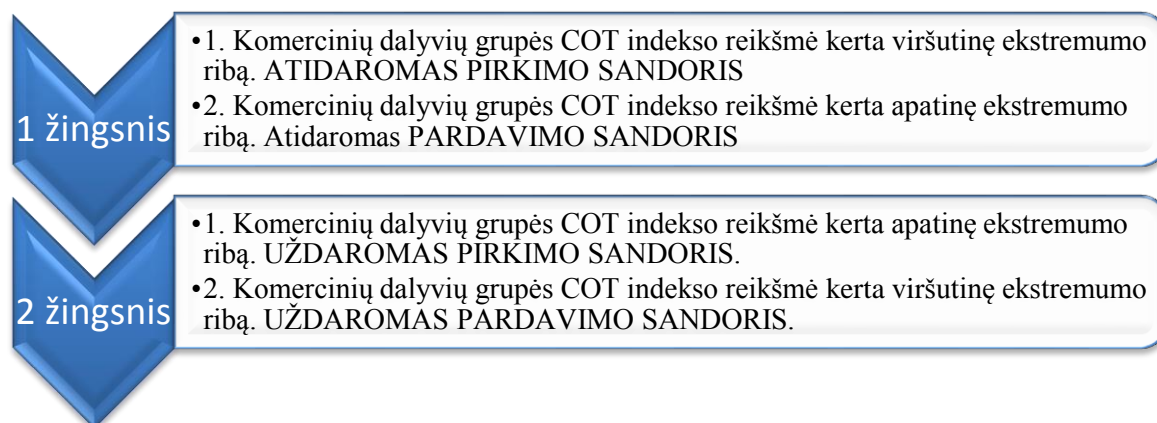 1 žingsnis
•1. Komercinių dalyvių grupės COT indekso reikšmė kerta viršutinę ekstremumo
ribą. ATIDAROMAS PIRKIMO SANDORIS
•2. Komercinių dalyvių grupės COT indekso reikšmė kerta apatinę ekstremumo
ribą. Atidaromas PARDAVIMO SANDORIS
2 žingsnis
•1. Komercinių dalyvių grupės COT indekso reikšmė kerta apatinę ekstremumo
ribą. UŽDAROMAS PIRKIMO SANDORIS.
•2. Komercinių dalyvių grupės COT indekso reikšmė kerta viršutinę ekstremumo
ribą. UŽDAROMAS PARDAVIMO SANDORIS.